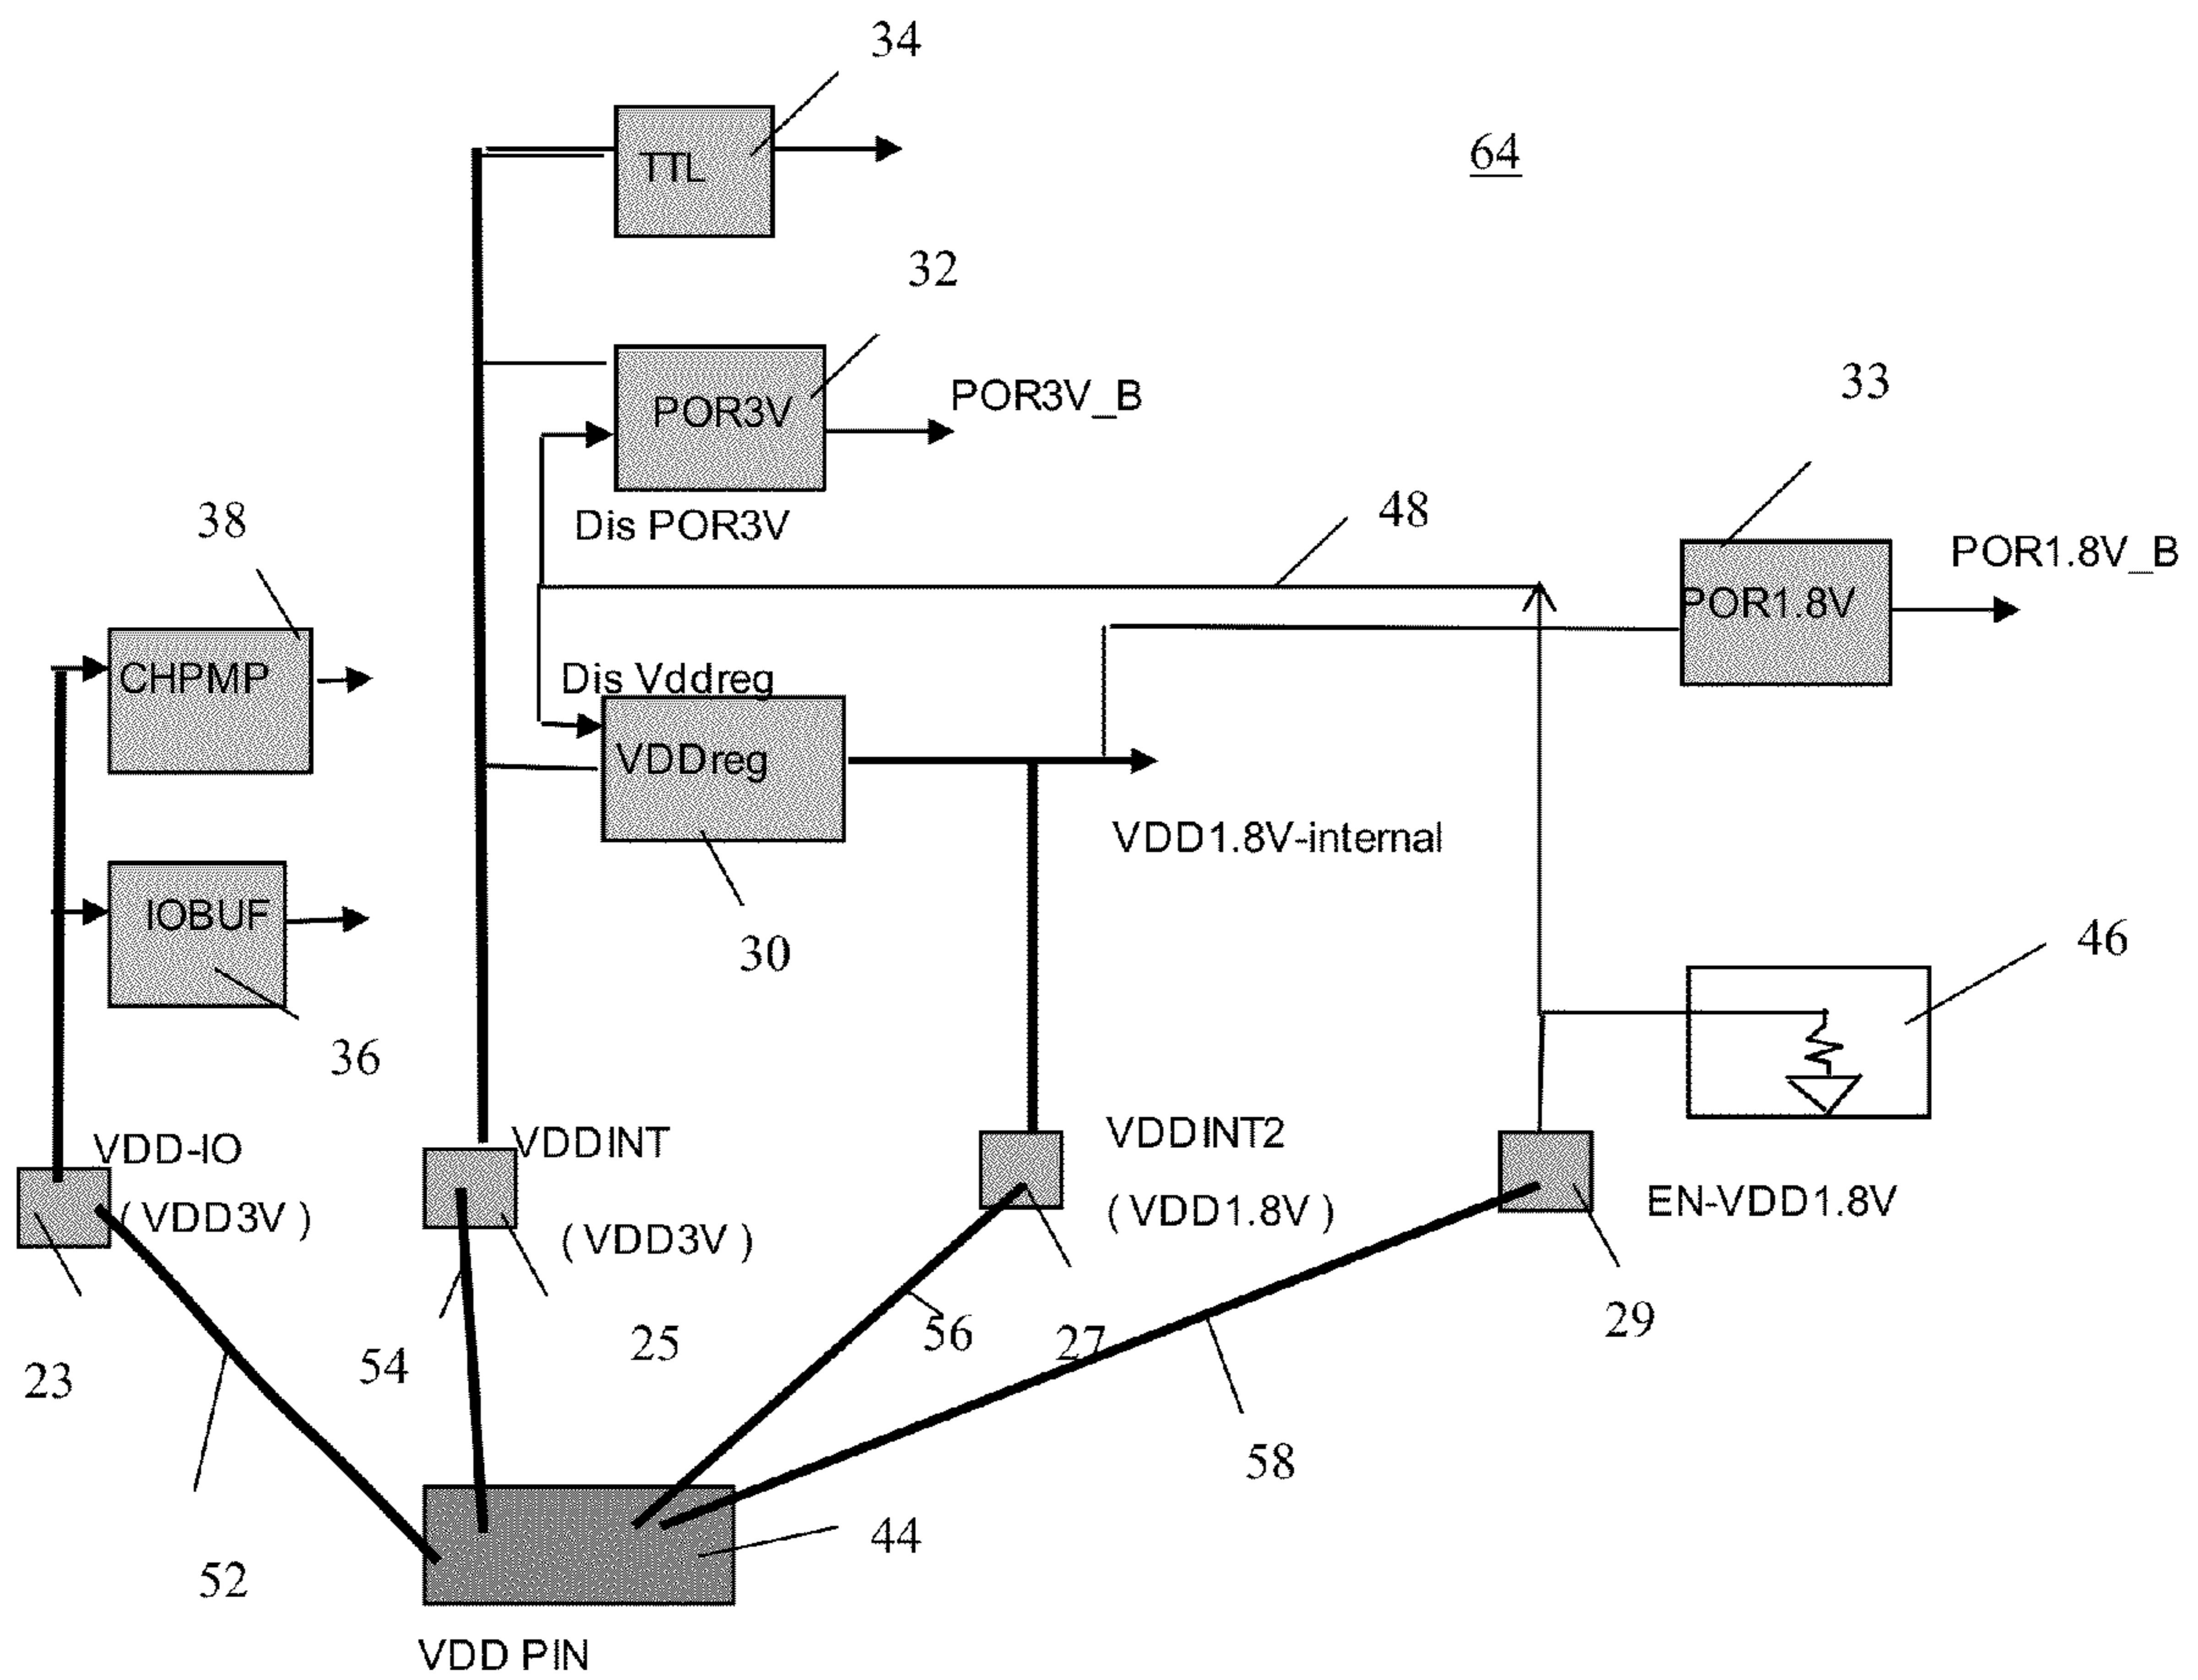 34
64
TTL
32
33
POR3V_B
POR3V
38
48
Dis POR3V
POR1.8V_B
POR1.8V
CHPMP
Dis Vddreg
VDDreg
VDD1.8V-internal
IOBUF
30
46
36
VDD-IO
VDDINT
VDDINT2
( VDD3V )
( VDD3V )
( VDD1.8V )
EN-VDD1.8V
23
54
25
56
27
29
58
52
44
VDD PIN